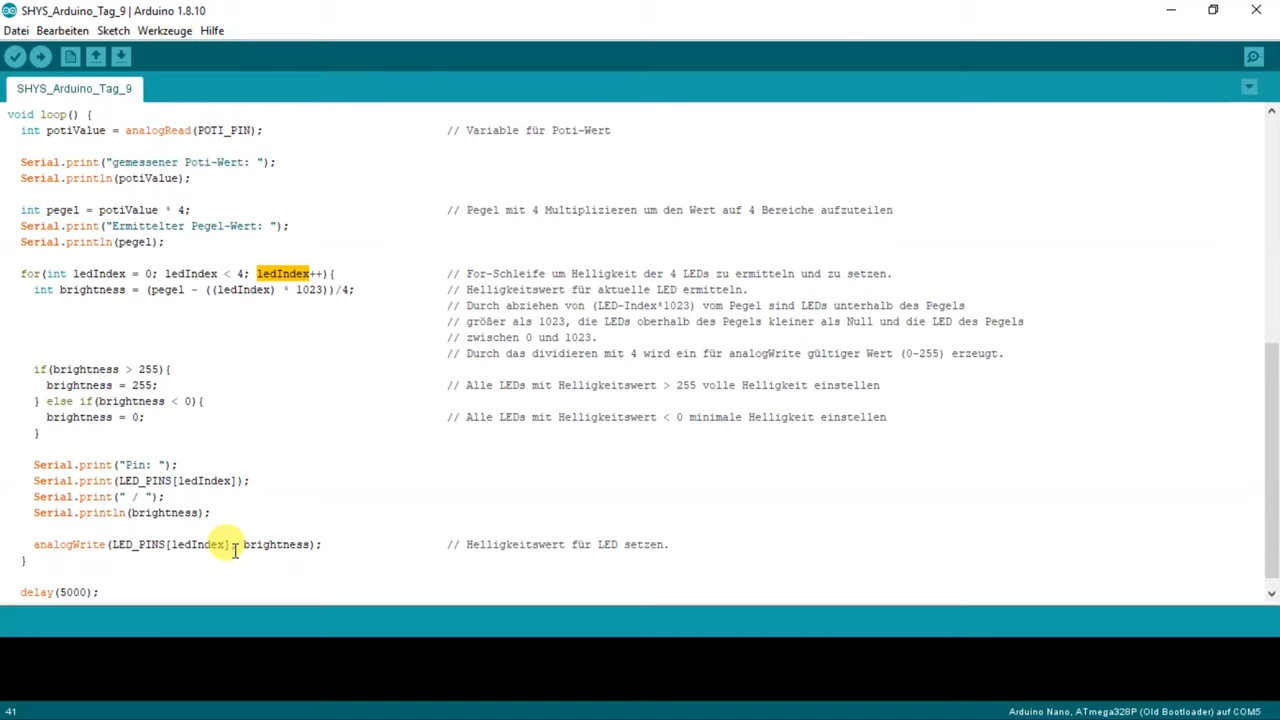 SHYS_Arduino_Tag_9 | Arduino 1.8.10
Datei Bearbeiten Sketch Werkzeuge Hilfe
SHYS_Arduino_Tag_9
void loop() {
int potiValue = analogRead(POTI_PIN); // Variable für Poti-Wert
Serial.print("gemessener Poti-Wert: ");
Serial.println(potiValue);
int pegel = potiValue * 4; // Pegel mit 4 Multiplizieren um den Wert auf 4 Bereiche aufzuteilen
Serial.print("Ermittelter Pegel-Wert: ");
Serial.println(pegel);
for(int ledIndex = 0; ledIndex < 4; ledIndex++){ // For-Schleife um Helligkeit der 4 LEDs zu ermitteln und zu setzen.
int brightness = (pegel - ((ledIndex) * 1023))/4; // Helligkeitswert für aktuelle LED ermitteln.
// Durch abziehen von (LED-Index*1023) vom Pegel sind LEDs unterhalb des Pegels
// größer als 1023, die LEDs oberhalb des Pegels kleiner als Null und die LED des Pegels
// zwischen 0 und 1023.
// Durch das dividieren mit 4 wird ein für analogWrite gültiger Wert (0-255) erzeugt.
if(brightness > 255){
brightness = 255; // Alle LEDs mit Helligkeitswert > 255 volle Helligkeit einstellen
} else if(brightness < 0){
brightness = 0; // Alle LEDs mit Helligkeitswert < 0 minimale Helligkeit einstellen
}
Serial.print("Pin: ");
Serial.print(LED_PINS[ledIndex]);
Serial.print(" / ");
Serial.println(brightness);
analogWrite(LED_PINS[ledIndex], brightness); // Helligkeitswert für LED setzen.
}
delay(5000);
41 Arduino Nano, ATmega328P (Old Bootloader) auf COM5